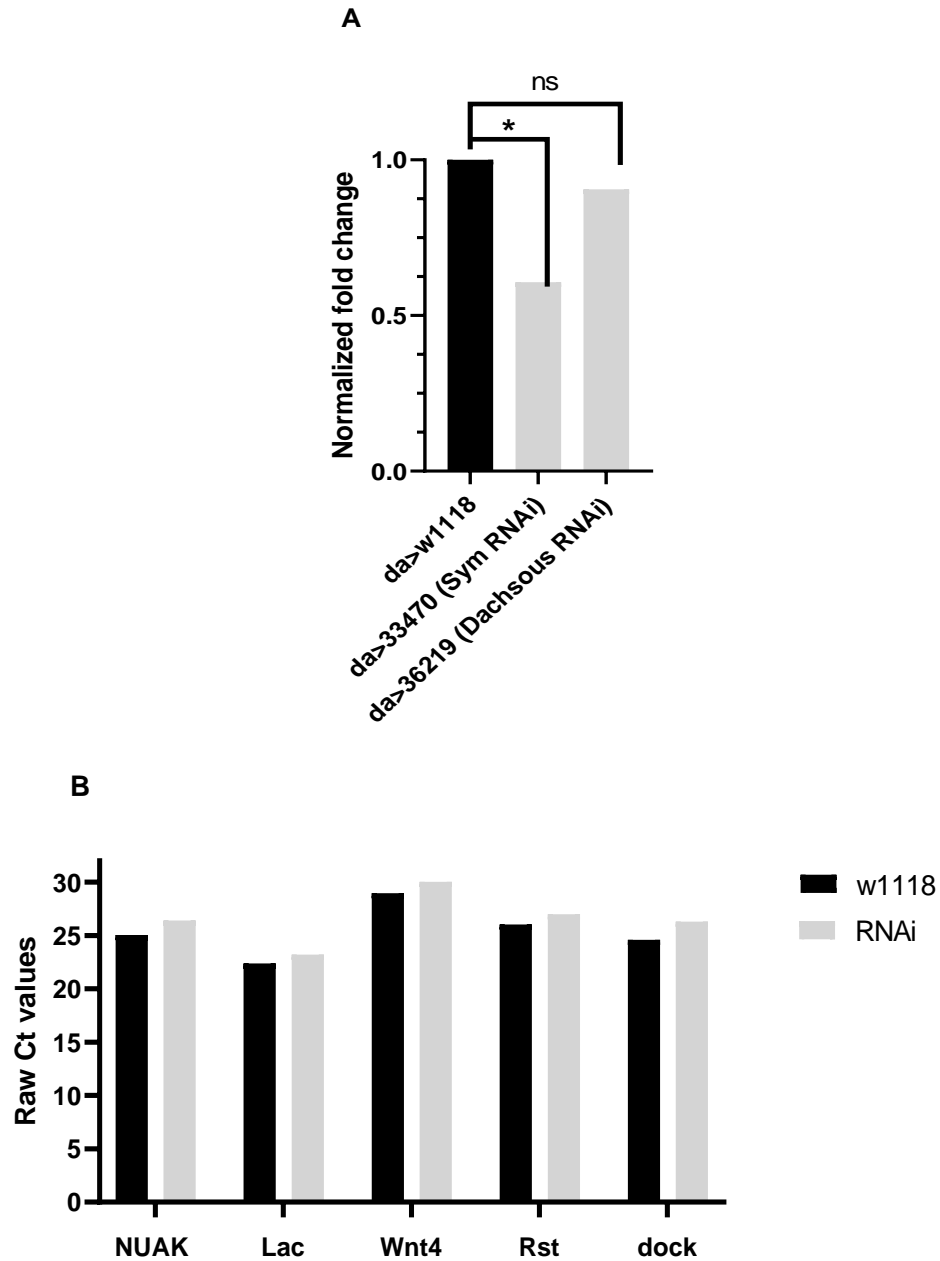 A
ns
*
1.0
0.5
0.0
Normalized fold change
da>w1118
da>33470 (Sym RNAi)
da>36219 (Dachsous RNAi)
B
30
25
20
15
10
5
0
Raw Ct values
NUAK
Lac
Wnt4
Rst
dock
w1118
RNAi